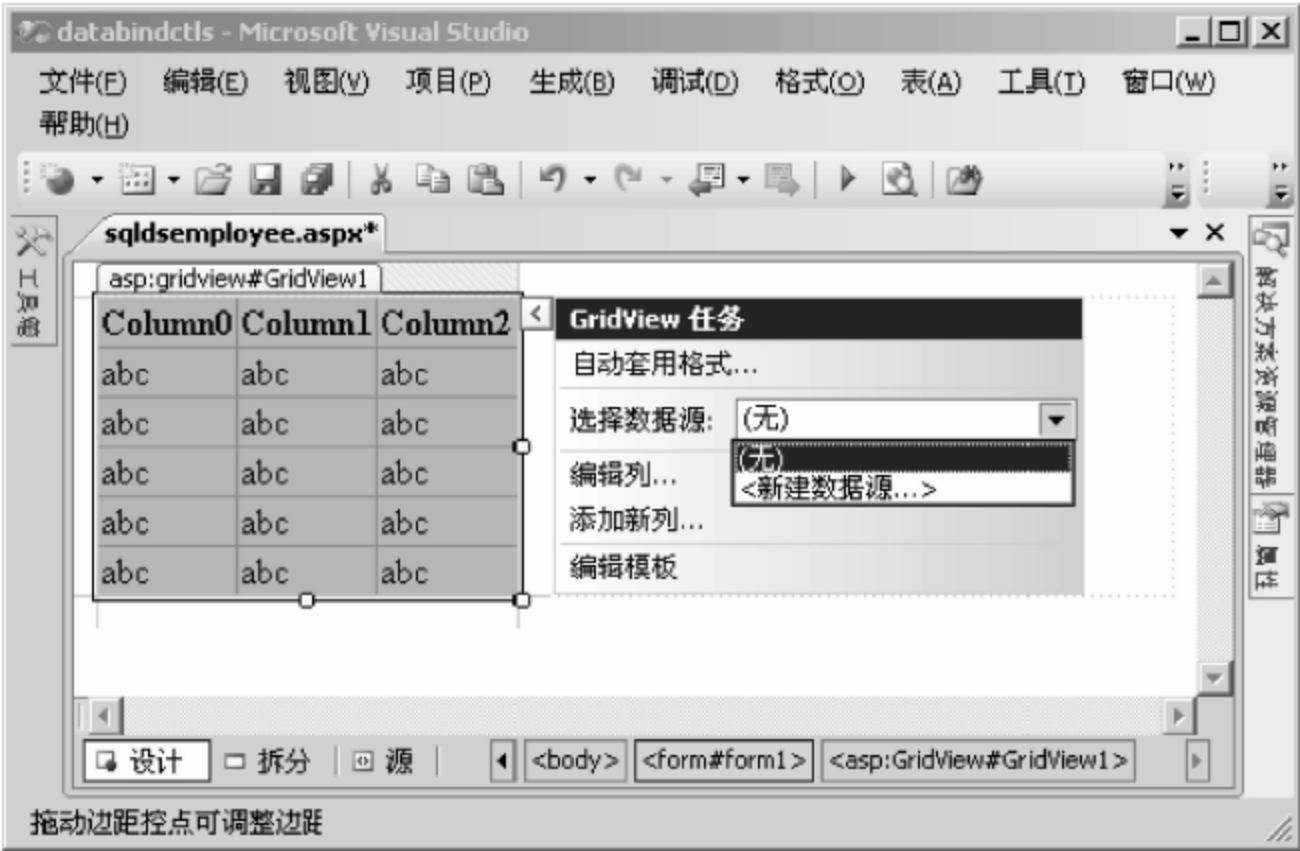 databindctls - Microsoft Visual Studio
文件(F) 编辑(E) 视图(V) 项目(P) 生成(B) 调试(D) 格式(O) 表(A) 工具(T) 窗口(W)
帮助(H)
sqldsemployee.aspx*
工具箱
asp:gridview#GridView1
Column0 Column1 Column2
abc abc abc
abc abc abc
abc abc abc
abc abc abc
abc abc abc
GridView 任务
自动套用格式...
选择数据源: (无)
(无)
<新建数据源...>
编辑列...
添加新列...
编辑模板
解决方案资源管理器
属性
设计 拆分 源 <body> <form#form1> <asp:GridView#GridView1>
拖动边距控点可调整边距